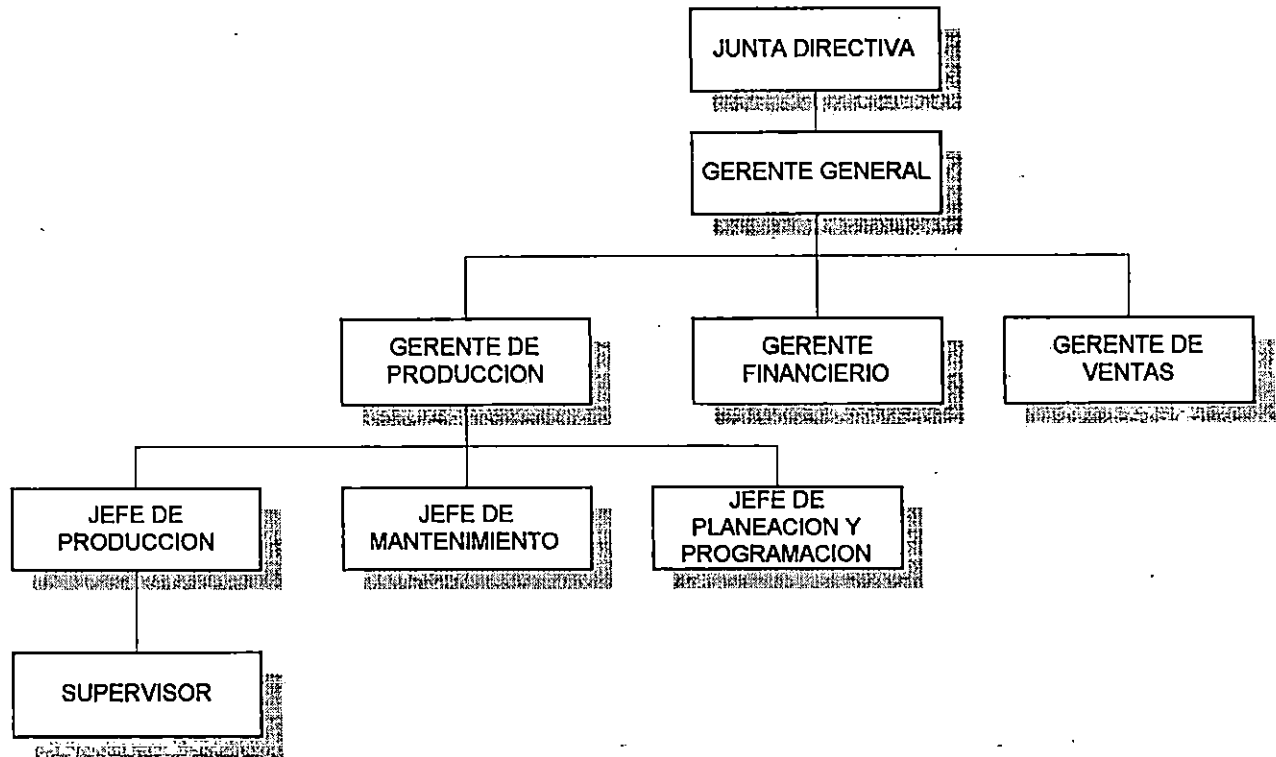 JUNTA DIRECTIVA
GERENTE GENERAL
GERENTE DE
PRODUCCION
GERENTE
FINANCIERIO
GERENTE DE
VENTAS
JEFE DE
PRODUCCION
JEFE DE
MANTENIMIENTO
JEFE DE
PLANEACION Y
PROGRAMACION
SUPERVISOR